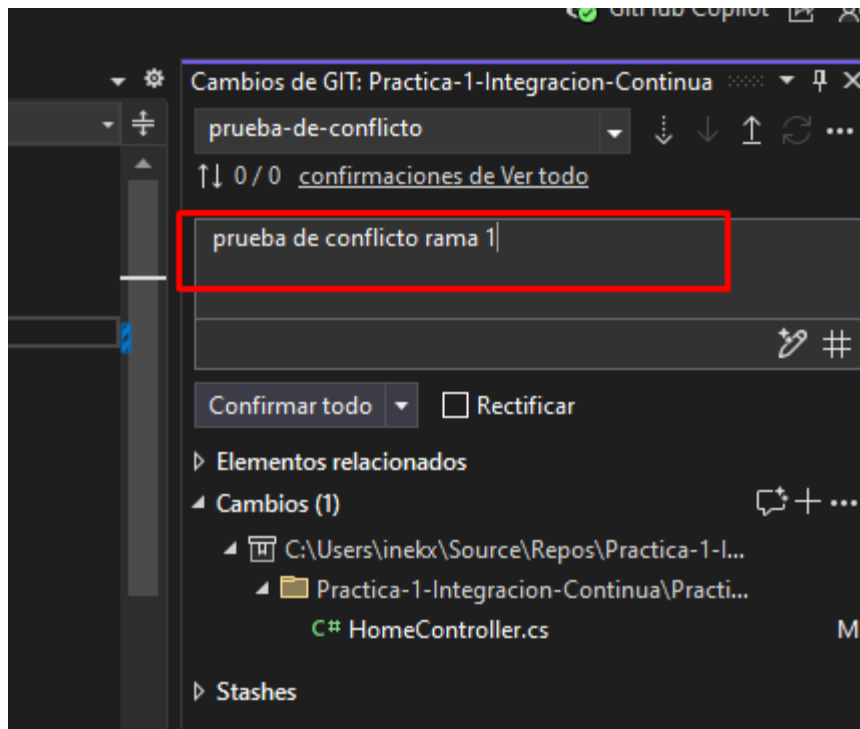 GitHub Copilot
Cambios de GIT: Practica-1-Integracion-Continua
prueba-de-conflicto
0 / 0 confirmaciones de Ver todo
prueba de conflicto rama 1
Confirmar todo
Rectificar
Elementos relacionados
Cambios (1)
C:\Users\inekx\Source\Repos\Practica-1-I...
Practica-1-Integracion-Continua\Practi...
C# HomeController.cs M
Stashes